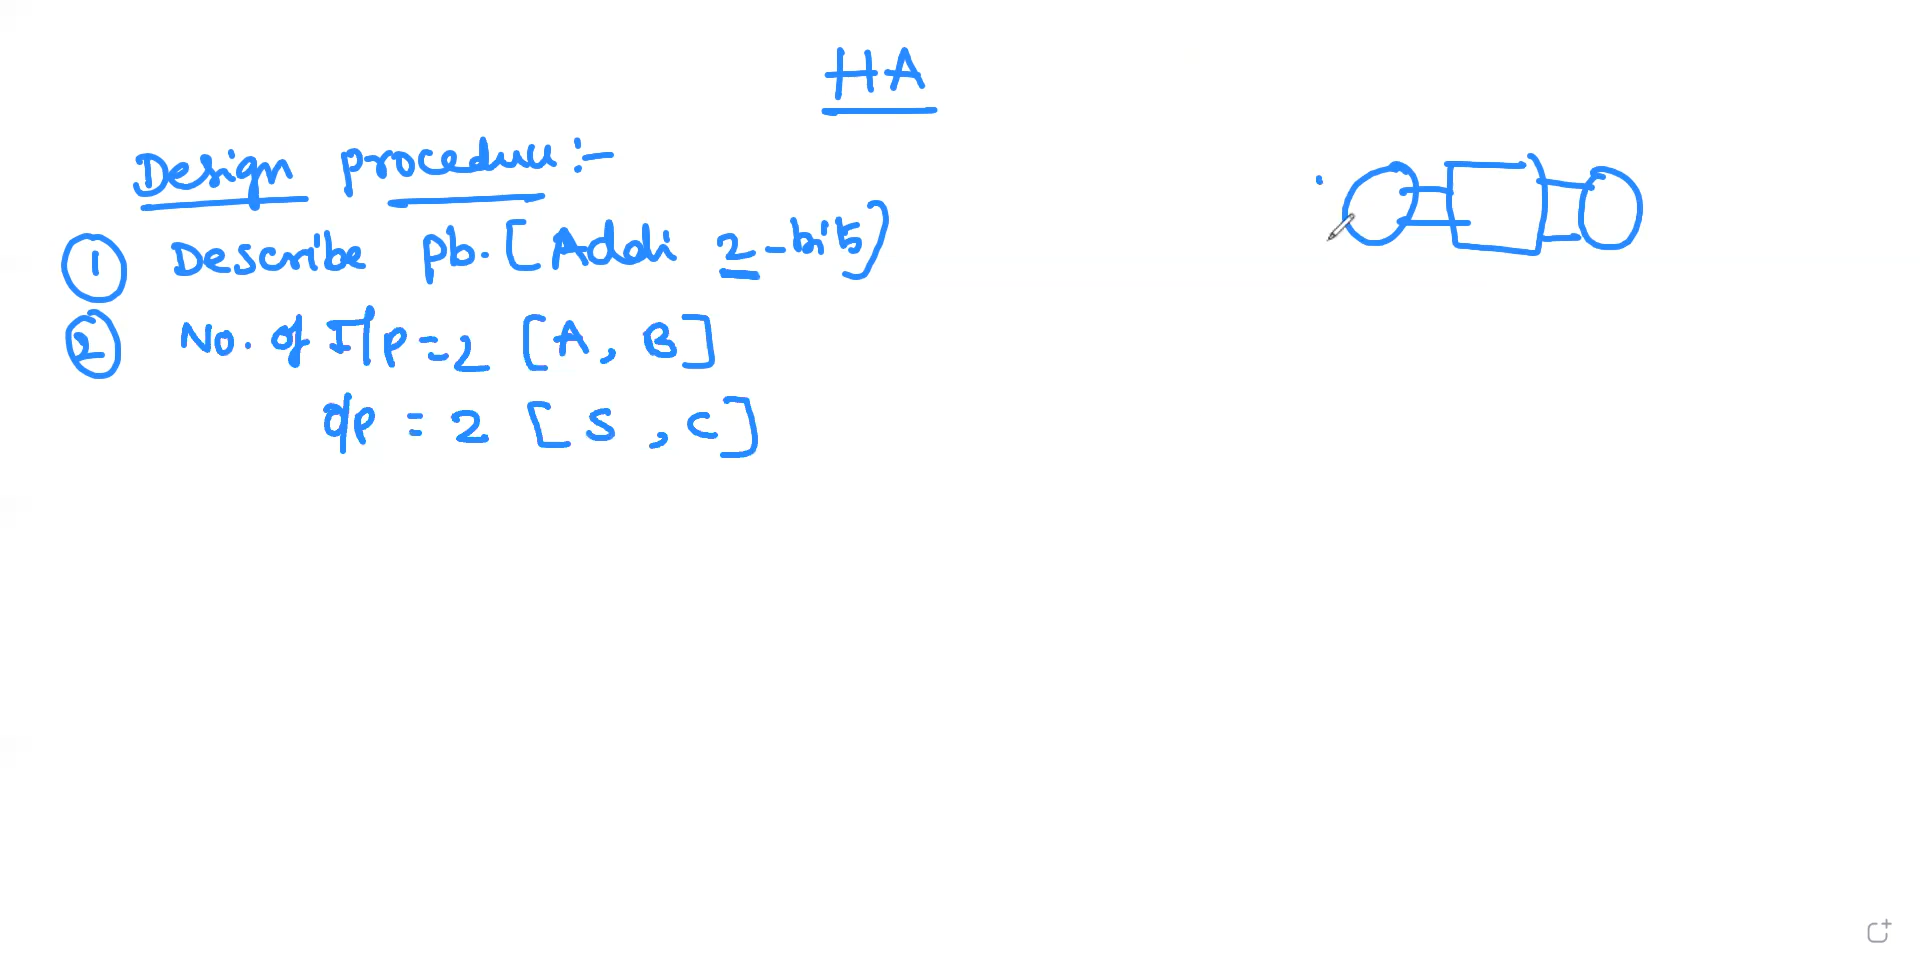 HA
Design procedure :-
① Describe pb. [Addi 2-bits]
② No. of I/p = 2 [A, B]
o/p = 2 [S, C]